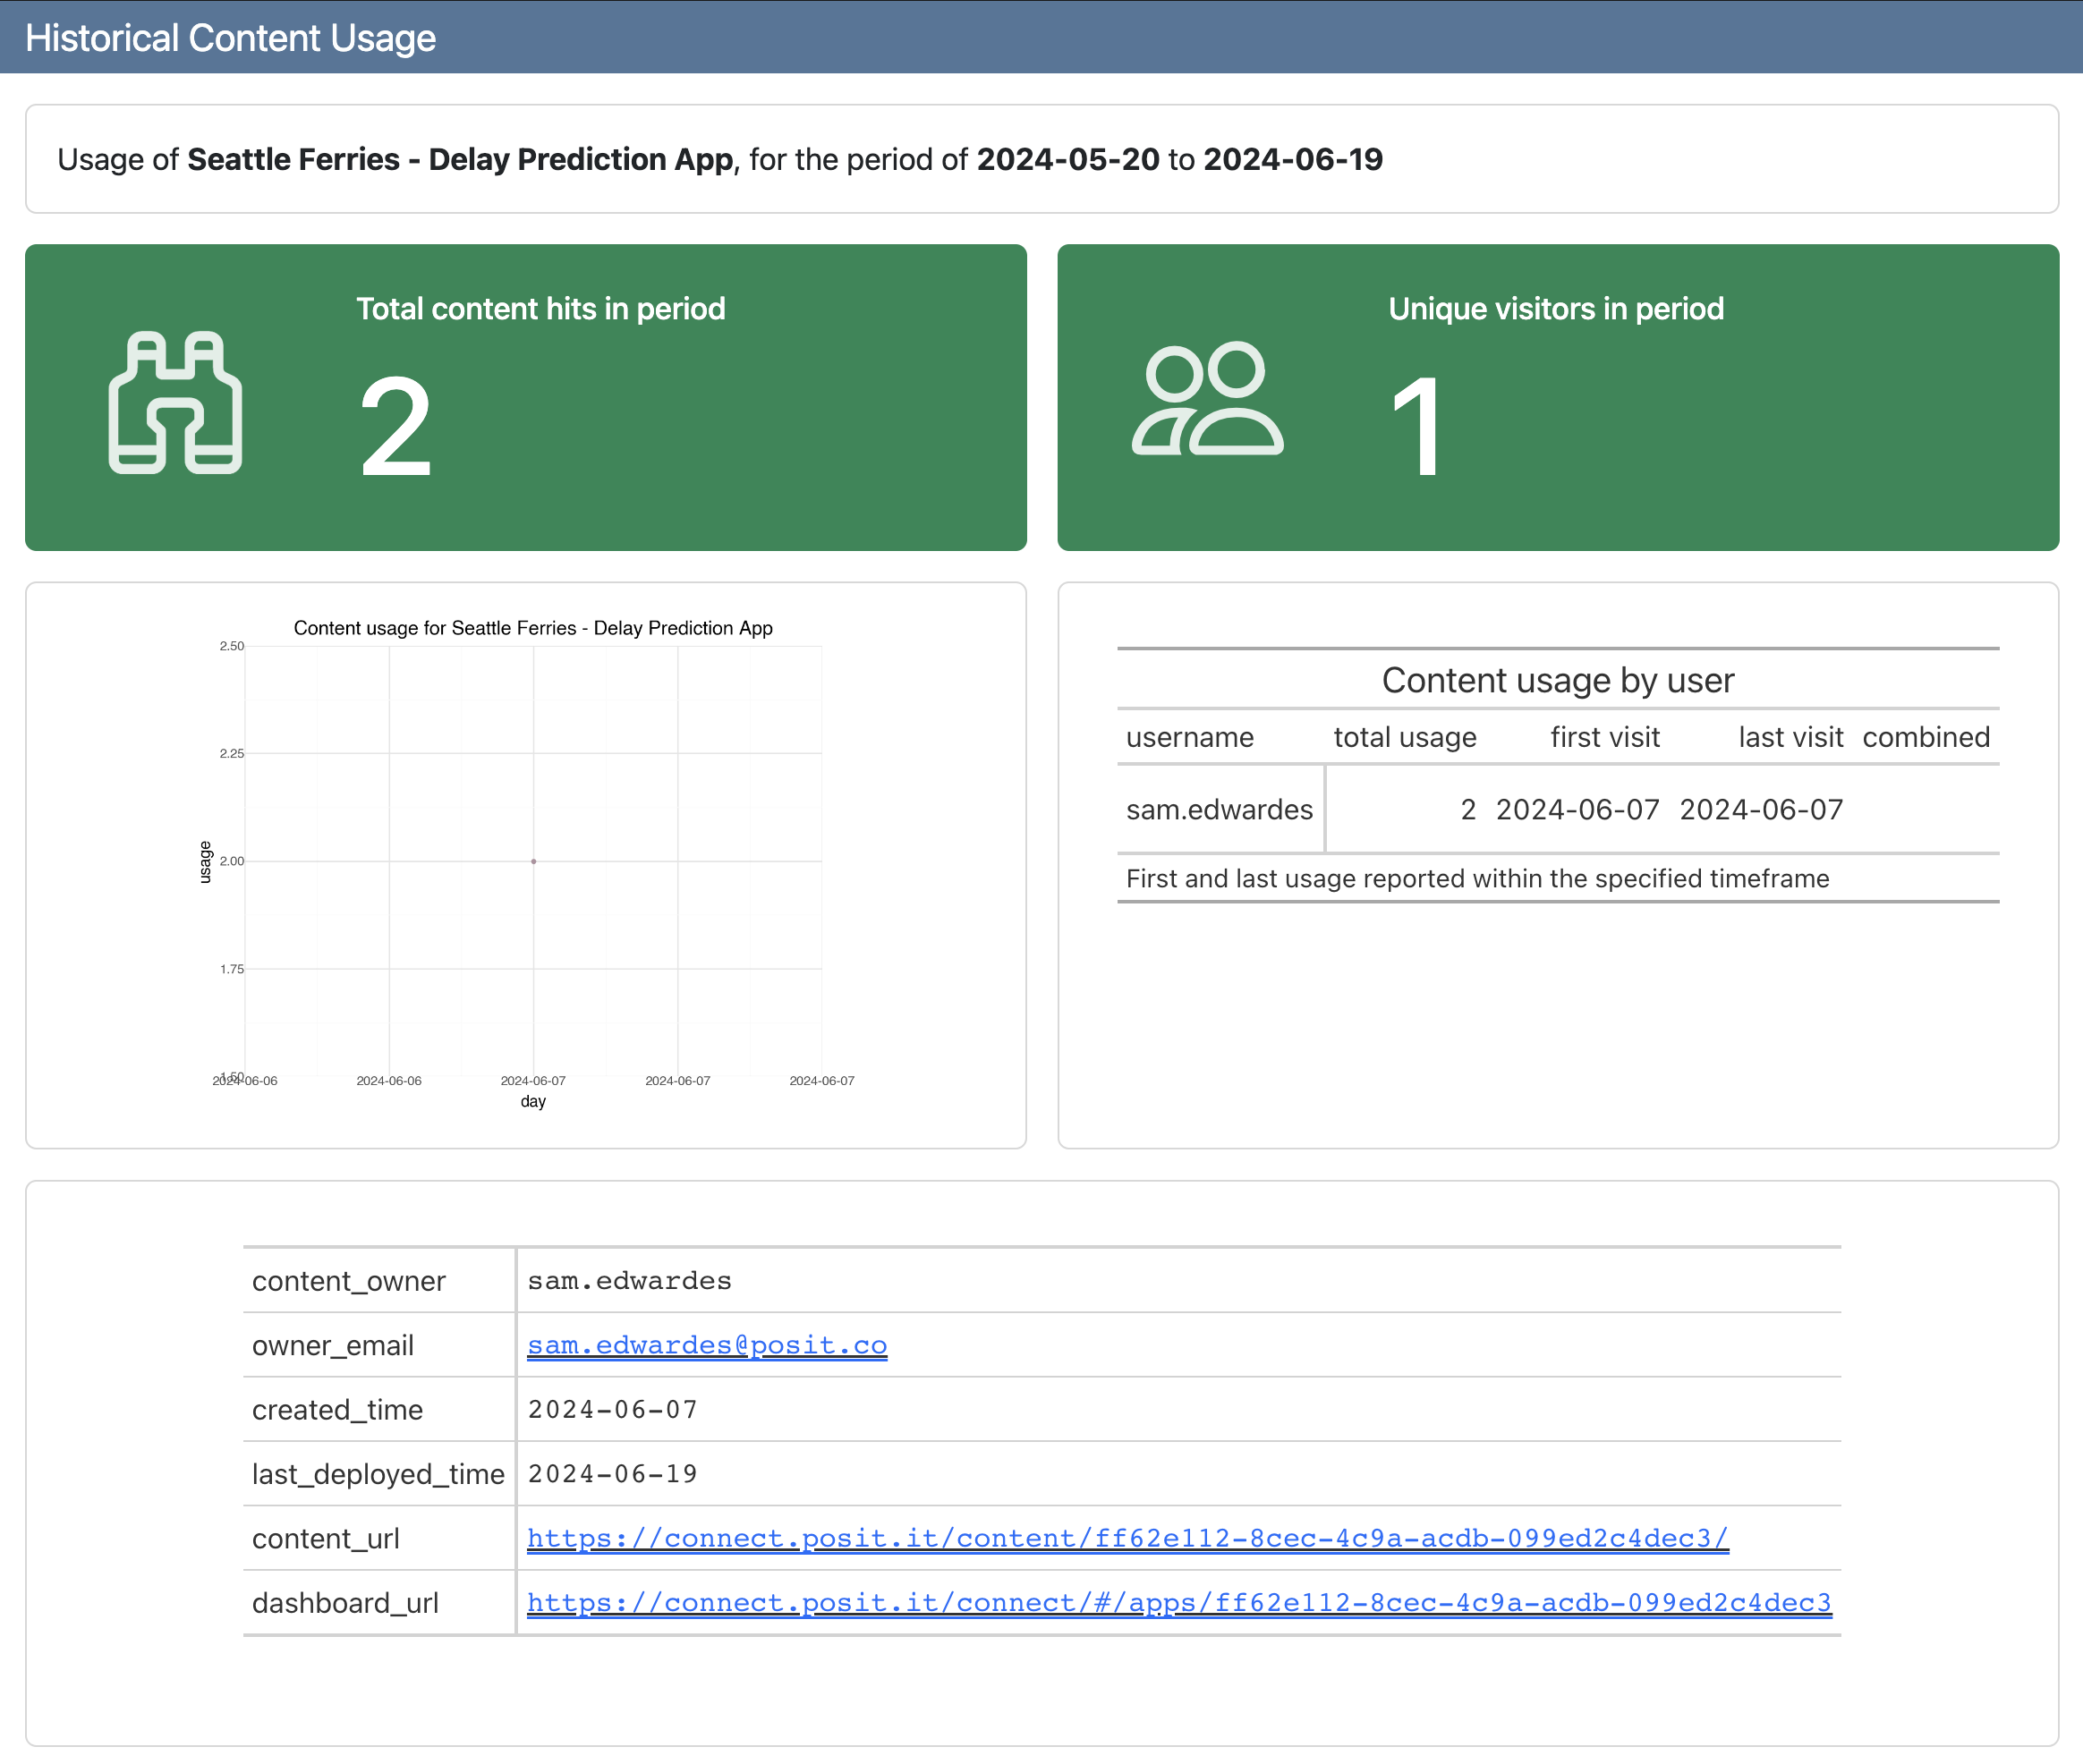 Historical Content Usage
Usage of Seattle Ferries - Delay Prediction App, for the period of 2024-05-20 to 2024-06-19
Total content hits in period
2
Unique visitors in period
1
Content usage for Seattle Ferries - Delay Prediction App
2.50
2.25
2.00
1.75
1.50
usage
2024-06-06 2024-06-06 2024-06-07 2024-06-07 2024-06-07
day
Content usage by user
username total usage first visit last visit combined
sam.edwardes 2 2024-06-07 2024-06-07
First and last usage reported within the specified timeframe
content_owner sam.edwardes
owner_email sam.edwardes@posit.co
created_time 2024-06-07
last_deployed_time 2024-06-19
content_url https://connect.posit.it/content/ff62e112-8cec-4c9a-acdb-099ed2c4dec3/
dashboard_url https://connect.posit.it/connect/#/apps/ff62e112-8cec-4c9a-acdb-099ed2c4dec3